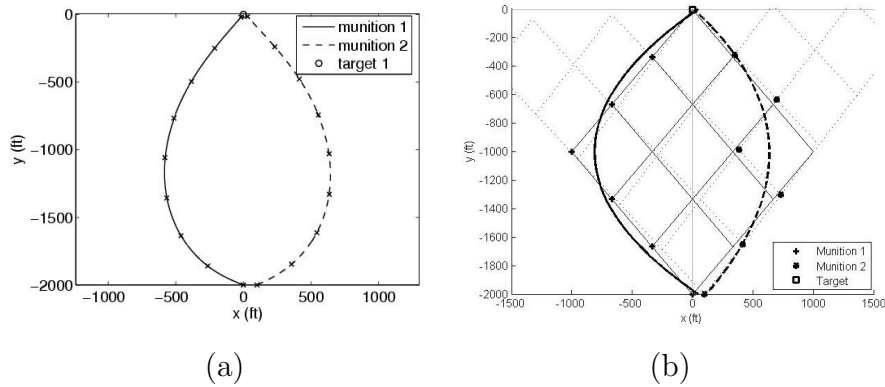 0
−500
−1000
−1500
−2000
y (ft)
−1000
−500
0
500
1000
x (ft)
munition 1
munition 2
target 1
(a)
0
-200
-400
-600
-800
-1000
-1200
-1400
-1600
-1800
-2000
y (ft)
-1500
-1000
-500
0
500
1000
1500
x (ft)
Munition 1
Munition 2
Target
(b)